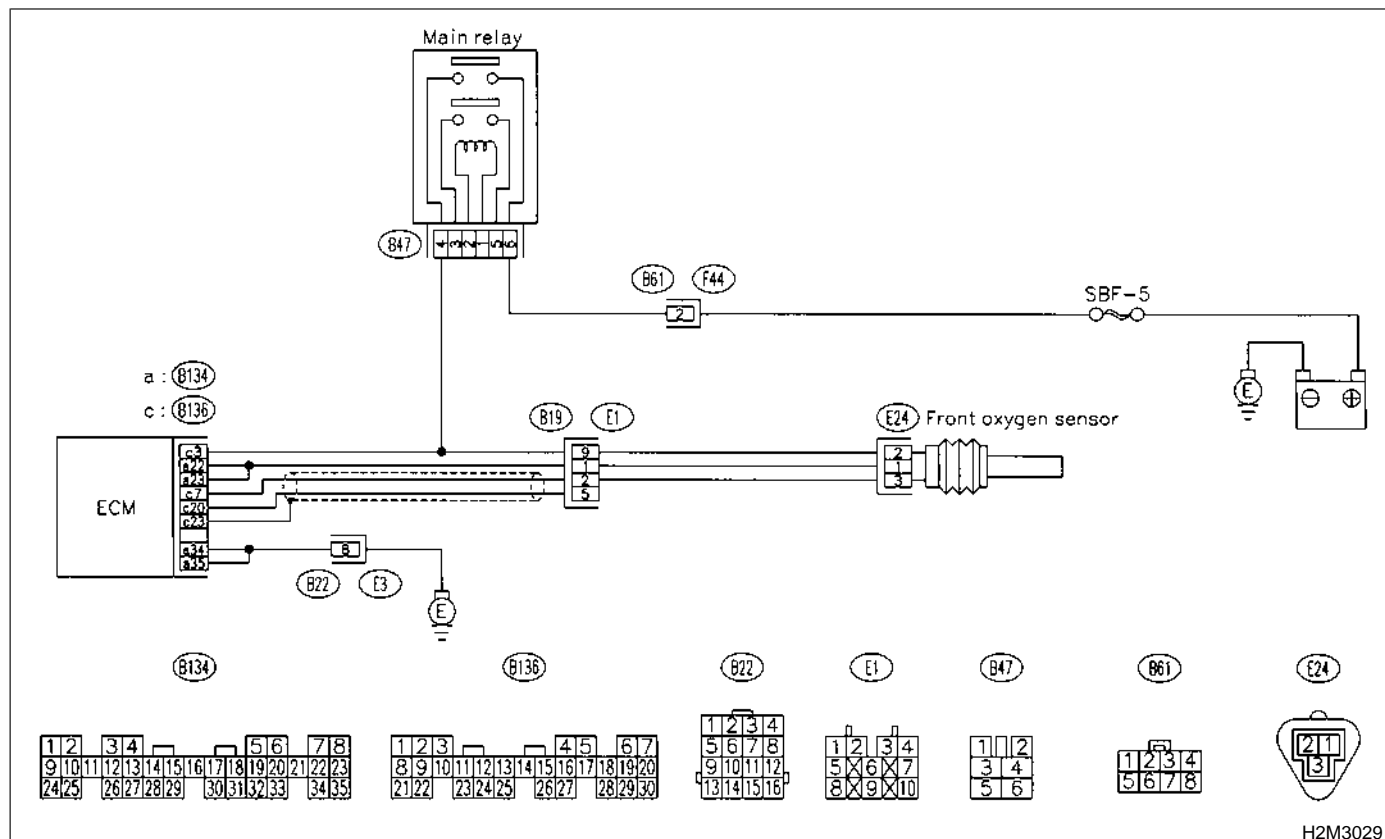 Main relay
B47
4 3 2 1 5 6
B61 F44
2
SBF-5
E
⊖ ⊕
a : B134
c : B136
B19 E1
E24 Front oxygen sensor
ECM
c3
a22
a23
c7
c20
c23
a34
a35
9
1
2
5
2
1
3
8
B22 E3
E
B134
1 2 3 4 5 6 7 8
9 10 11 12 13 14 15 16 17 18 19 20 21 22 23
24 25 26 27 28 29 30 31 32 33 34 35
B136
1 2 3 4 5 6 7
8 9 10 11 12 13 14 15 16 17 18 19 20
21 22 23 24 25 26 27 28 29 30
B22
1 2 3 4
5 6 7 8
9 10 11 12
13 14 15 16
E1
1 2 3 4
5 6 7
8 9 10
B47
1 2
3 4
5 6
B61
1 2 3 4
5 6 7 8
E24
2 1
3
H2M3029